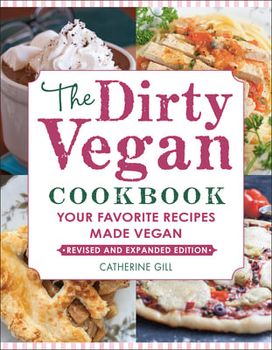 The Dirty
Vegan
COOKBOOK
YOUR FAVORITE RECIPES
MADE VEGAN
REVISED AND EXPANDED EDITION
CATHERINE GILL